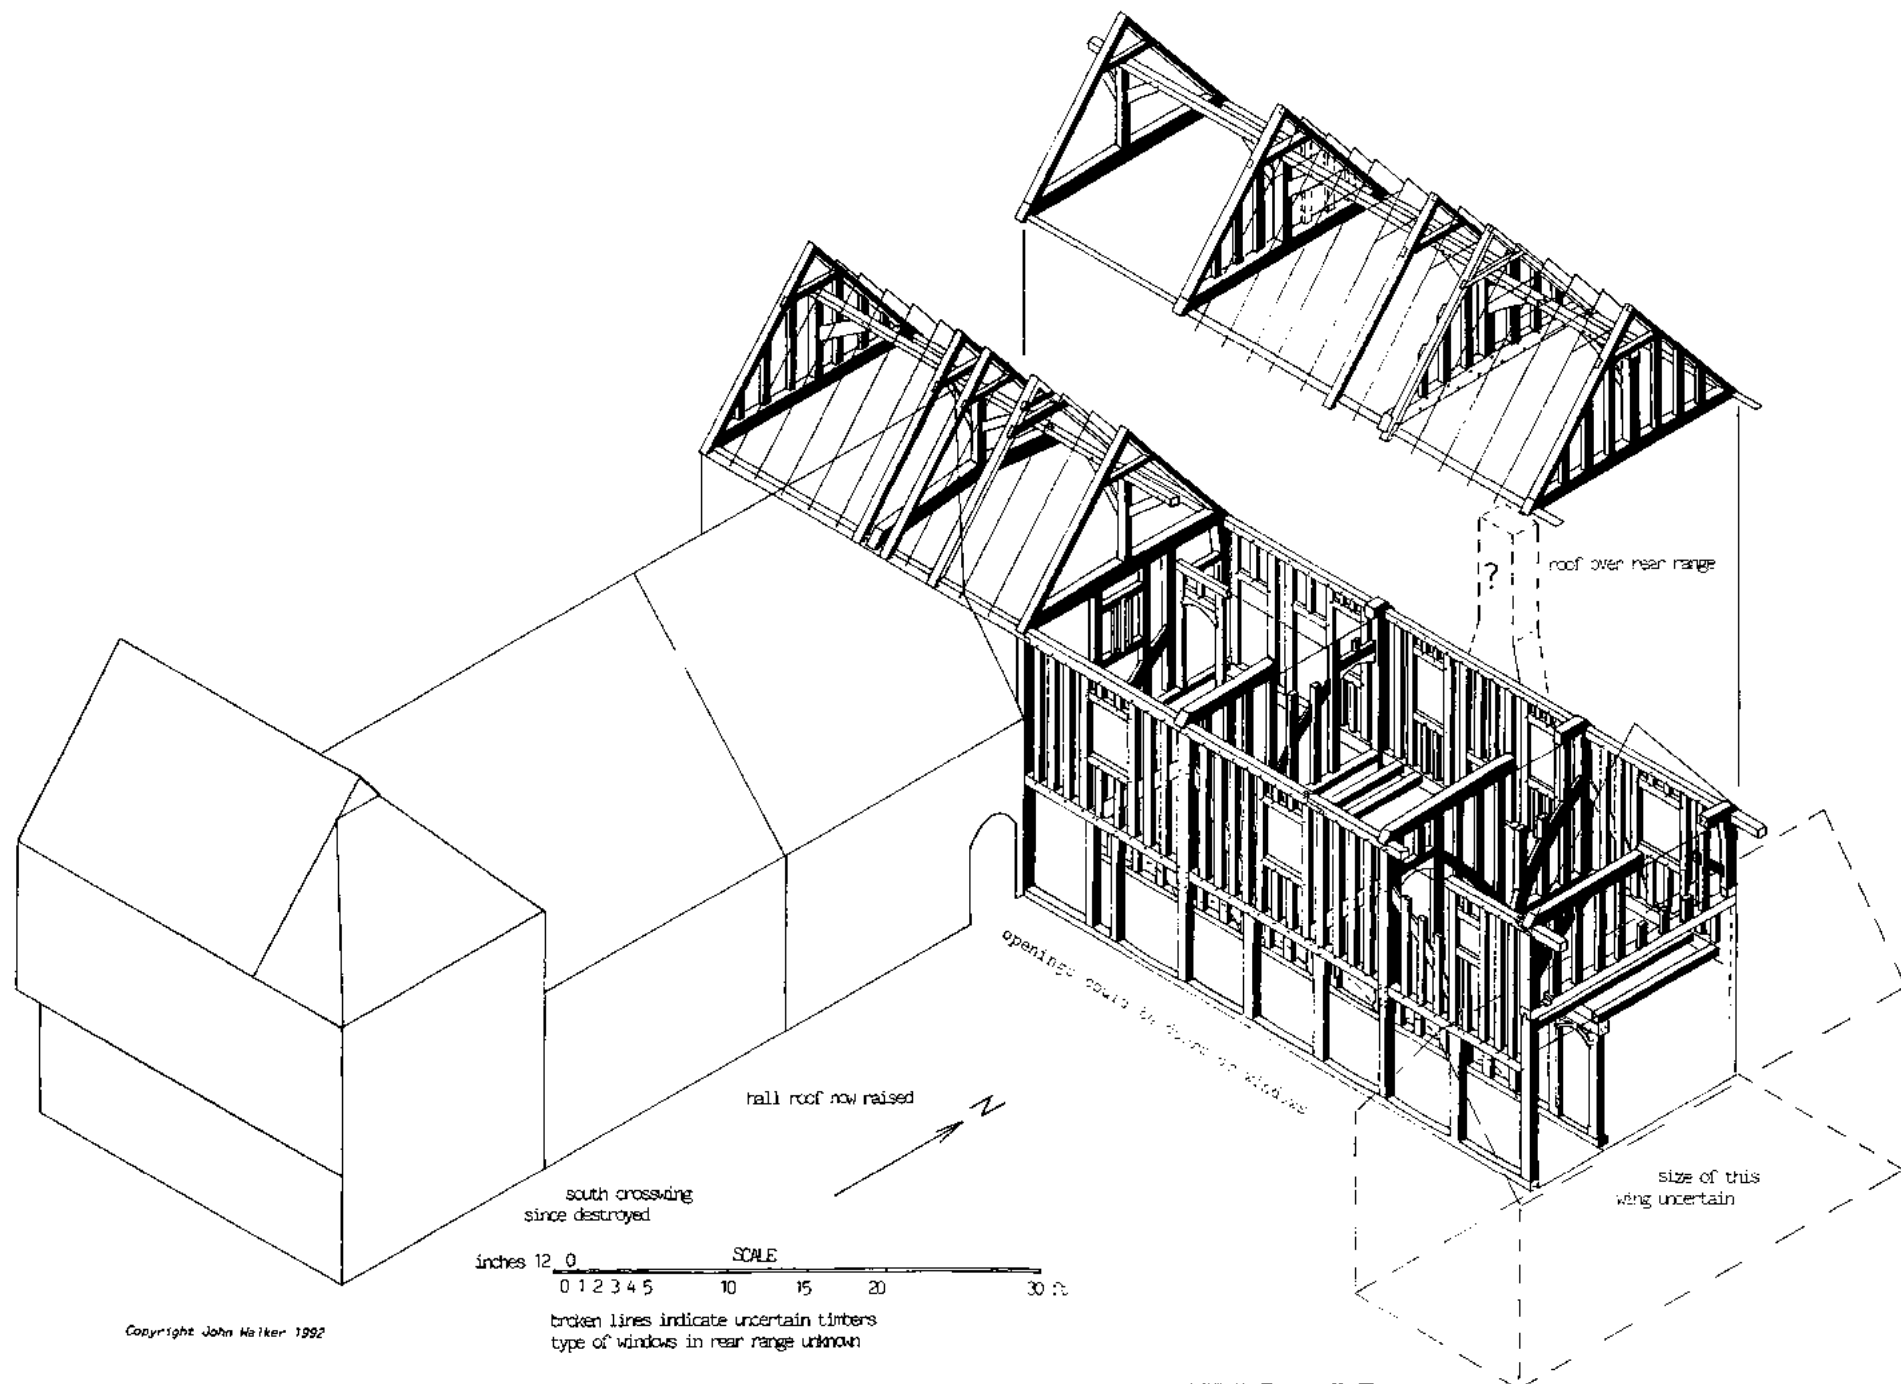 ?
roof over rear range
openings could be doors or windows
hall roof now raised
N
south crosswing
since destroyed
size of this
wing uncertain
inches 12 0
SCALE
0 1 2 3 4 5 10 15 20 30 ft
broken lines indicate uncertain timbers
type of windows in rear range unknown
Copyright John Walker 1992